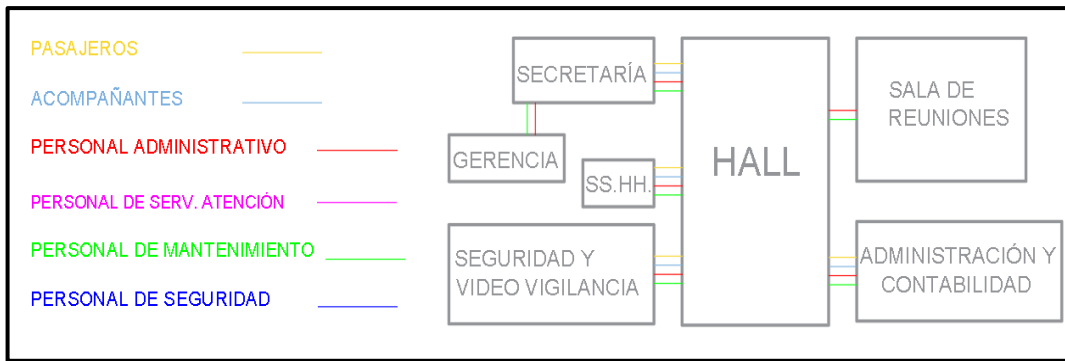 PASAJEROS
ACOMPAÑANTES
PERSONAL ADMINISTRATIVO
PERSONAL DE SERV. ATENCIÓN
PERSONAL DE MANTENIMIENTO
PERSONAL DE SEGURIDAD
SECRETARÍA
GERENCIA
SS.HH.
SEGURIDAD Y
VIDEO VIGILANCIA
HALL
SALA DE
REUNIONES
ADMINISTRACIÓN Y
CONTABILIDAD